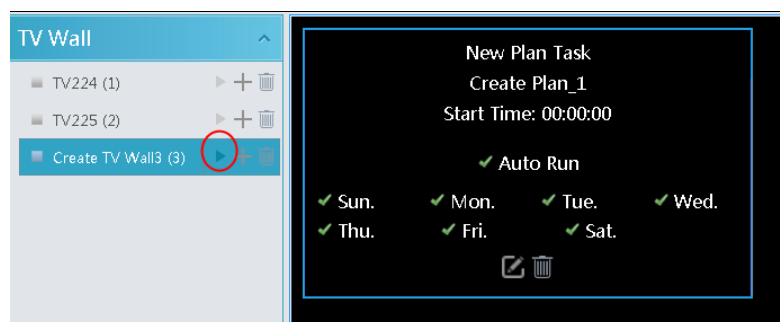 TV Wall
TV224 (1)
TV225 (2)
Create TV Wall3 (3)
New Plan Task
Create Plan_1
Start Time: 00:00:00
Auto Run
Sun. Mon. Tue. Wed.
Thu. Fri. Sat.